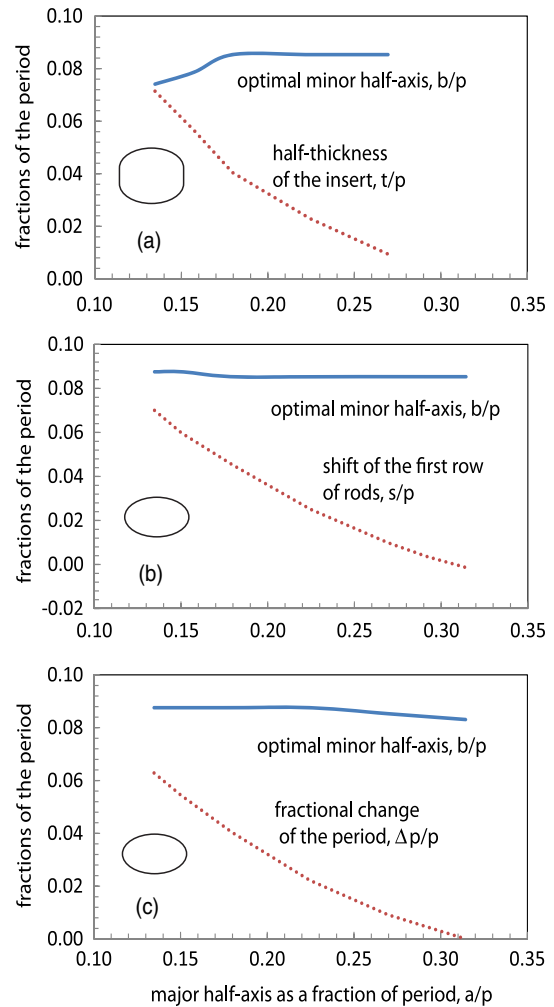 0.10
0.08
0.06
0.04
0.02
0.00
fractions of the period
optimal minor half-axis, b/p
half-thickness
of the insert, t/p
(a)
0.10 0.15 0.20 0.25 0.30 0.35
0.10
0.08
0.06
0.04
0.02
0.00
-0.02
fractions of the period
optimal minor half-axis, b/p
shift of the first row
of rods, s/p
(b)
0.10 0.15 0.20 0.25 0.30 0.35
0.10
0.08
0.06
0.04
0.02
0.00
fractions of the period
optimal minor half-axis, b/p
fractional change
of the period, Δp/p
(c)
0.10 0.15 0.20 0.25 0.30 0.35
major half-axis as a fraction of period, a/p